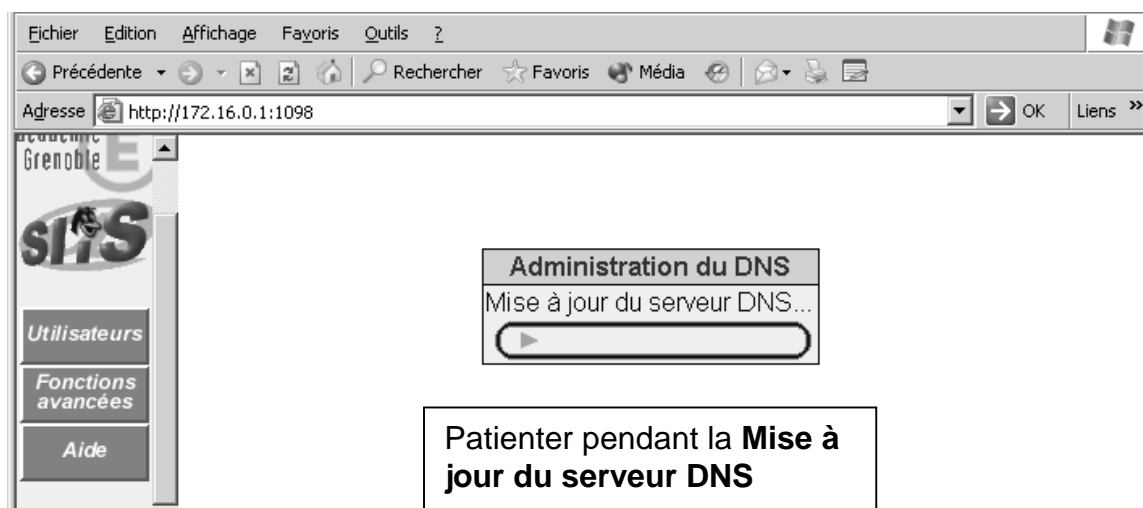 Fichier Edition Affichage Favoris Outils ?
Précédente Rechercher Favoris Média
Adresse http://172.16.0.1:1098 OK Liens »
Grenoble
SLIS
Administration du DNS
Mise à jour du serveur DNS...
Utilisateurs
Fonctions
avancées
Aide
Patienter pendant la Mise à
jour du serveur DNS